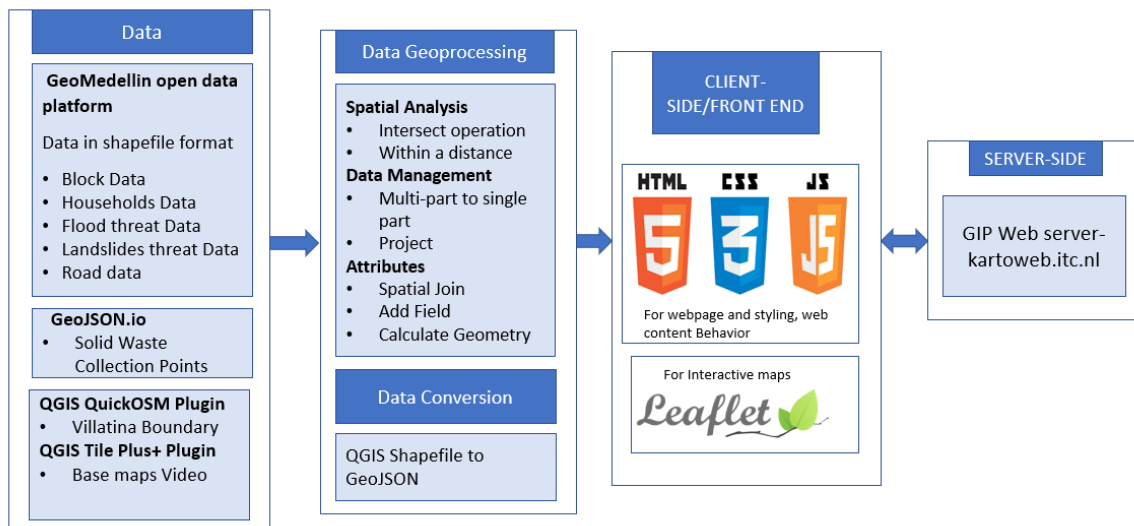 Data
GeoMedellin open data
platform
Data in shapefile format
• Block Data
• Households Data
• Flood threat Data
• Landslides threat Data
• Road data
GeoJSON.io
• Solid Waste
Collection Points
QGIS QuickOSM Plugin
• Villatina Boundary
QGIS Tile Plus+ Plugin
• Base maps Video
Data Geoprocessing
Spatial Analysis
• Intersect operation
• Within a distance
Data Management
• Multi-part to single
part
• Project
Attributes
• Spatial Join
• Add Field
• Calculate Geometry
Data Conversion
QGIS Shapefile to
GeoJSON
CLIENT-
SIDE/FRONT END
HTML CSS JS
5 3 JS
For webpage and styling, web
content Behavior
For Interactive maps
Leaflet
SERVER-SIDE
GIP Web server-
kartoweb.itc.nl